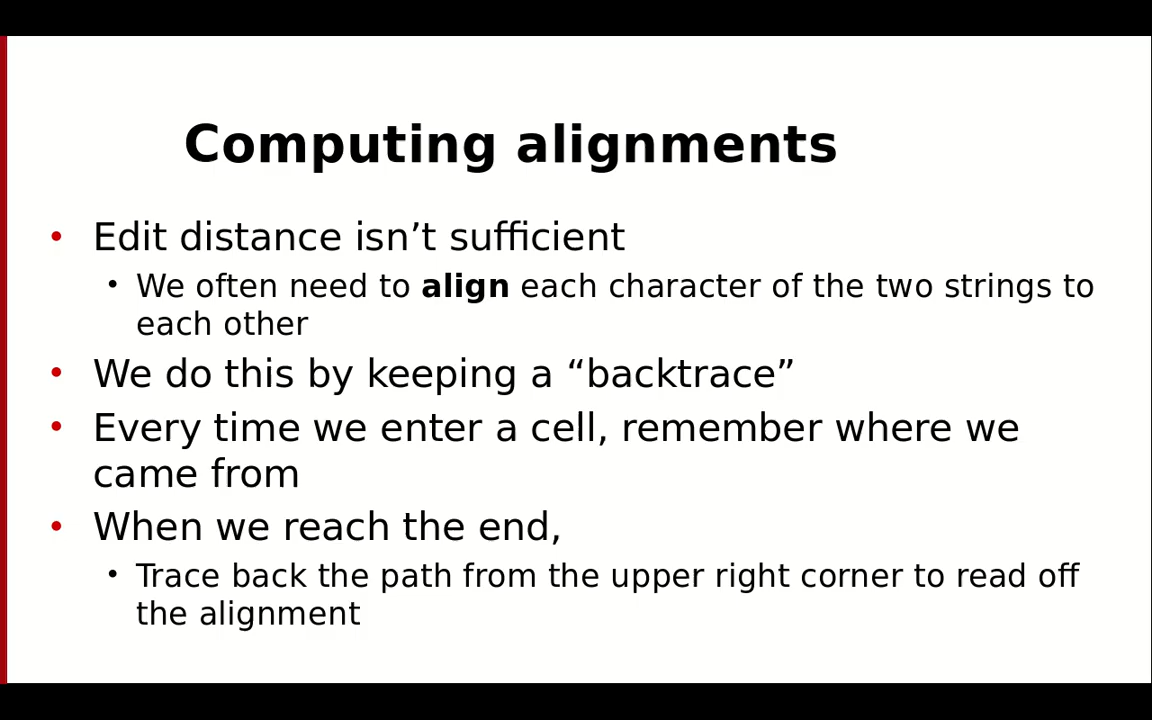 Computing alignments
• Edit distance isn’t sufficient
• We often need to align each character of the two strings to
each other
• We do this by keeping a “backtrace”
• Every time we enter a cell, remember where we
came from
• When we reach the end,
• Trace back the path from the upper right corner to read off
the alignment